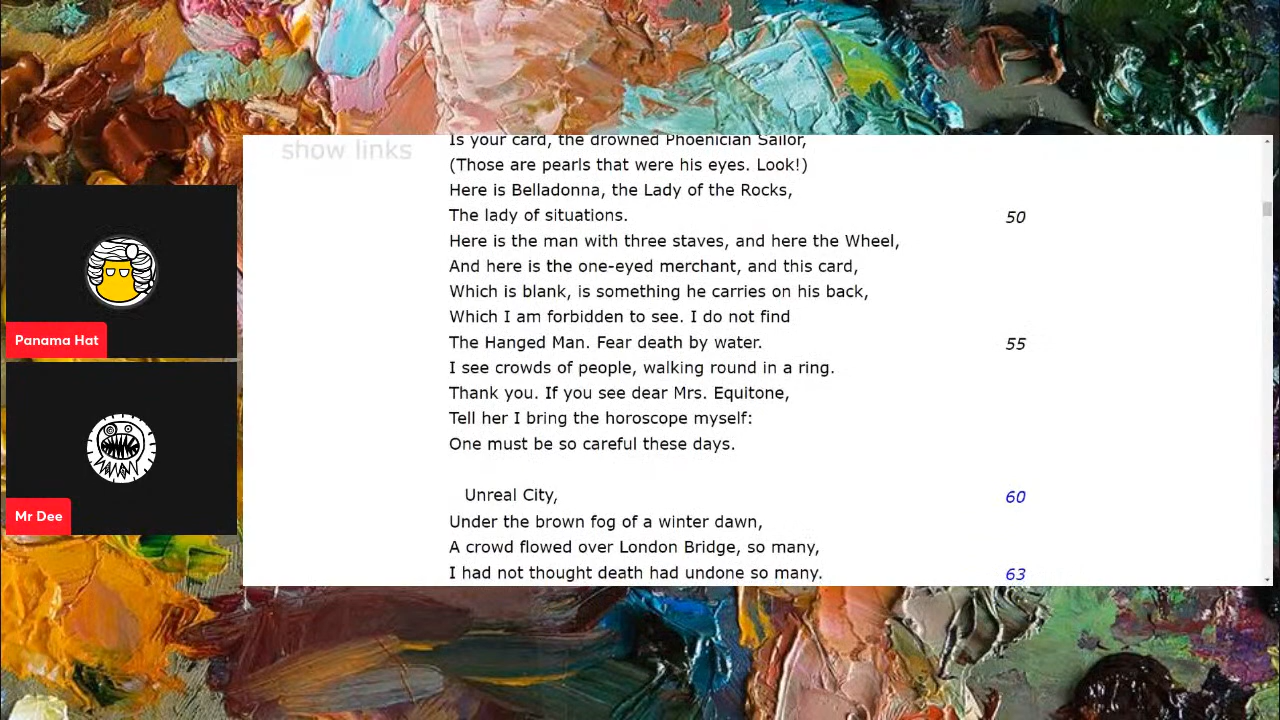 show links
Is your card, the drowned Phoenician Sailor,
(Those are pearls that were his eyes. Look!)
Here is Belladonna, the Lady of the Rocks,
The lady of situations. 50
Here is the man with three staves, and here the Wheel,
And here is the one-eyed merchant, and this card,
Which is blank, is something he carries on his back,
Which I am forbidden to see. I do not find
The Hanged Man. Fear death by water. 55
I see crowds of people, walking round in a ring.
Thank you. If you see dear Mrs. Equitone,
Tell her I bring the horoscope myself:
One must be so careful these days.
Unreal City, 60
Under the brown fog of a winter dawn,
A crowd flowed over London Bridge, so many,
I had not thought death had undone so many. 63
Panama Hat
Mr Dee